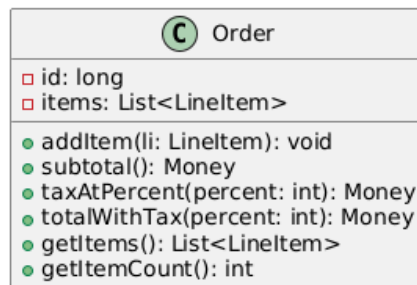 C Order
id: long
items: List<LineItem>
addItem(li: LineItem): void
subtotal(): Money
taxAtPercent(percent: int): Money
totalWithTax(percent: int): Money
getItems(): List<LineItem>
getItemCount(): int